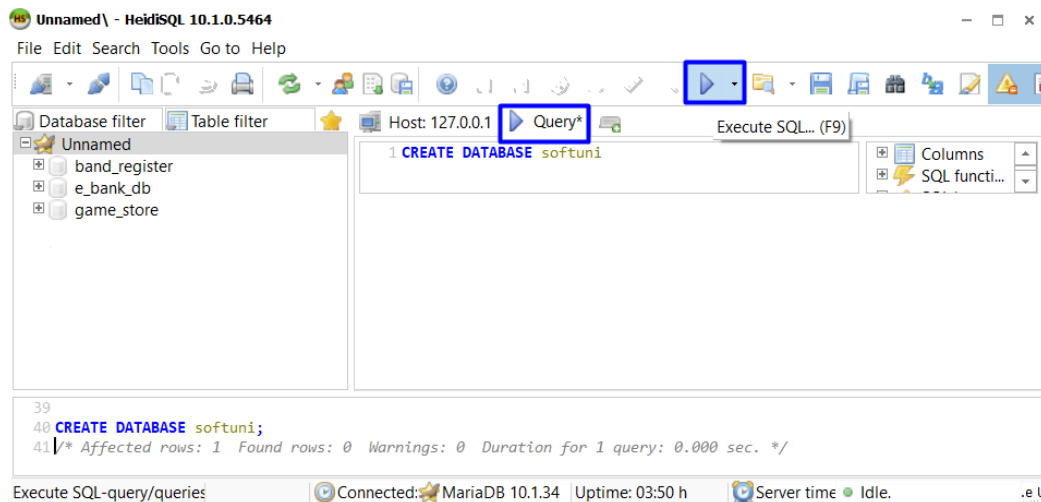 HS Unnamed\ - HeidiSQL 10.1.0.5464
File Edit Search Tools Go to Help
Database filter Table filter Host: 127.0.0.1 Query*
Execute SQL... (F9)
Unnamed
band_register
e_bank_db
game_store
1 CREATE DATABASE softuni
Columns
SQL functi...
39
40 CREATE DATABASE softuni;
41 /* Affected rows: 1 Found rows: 0 Warnings: 0 Duration for 1 query: 0.000 sec. */
Execute SQL-query/queries Connected: MariaDB 10.1.34 Uptime: 03:50 h Server time Idle.